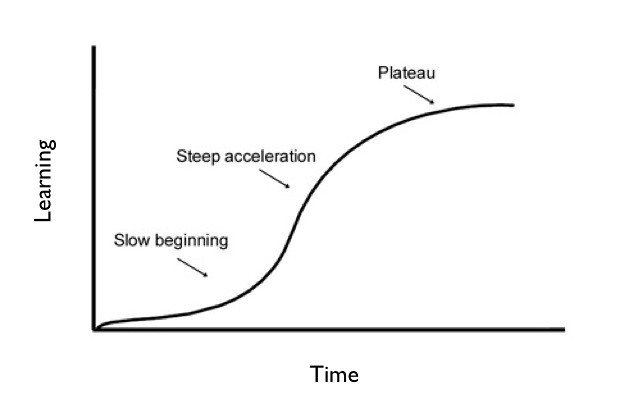 Plateau
Steep acceleration
Slow beginning
Learning
Time